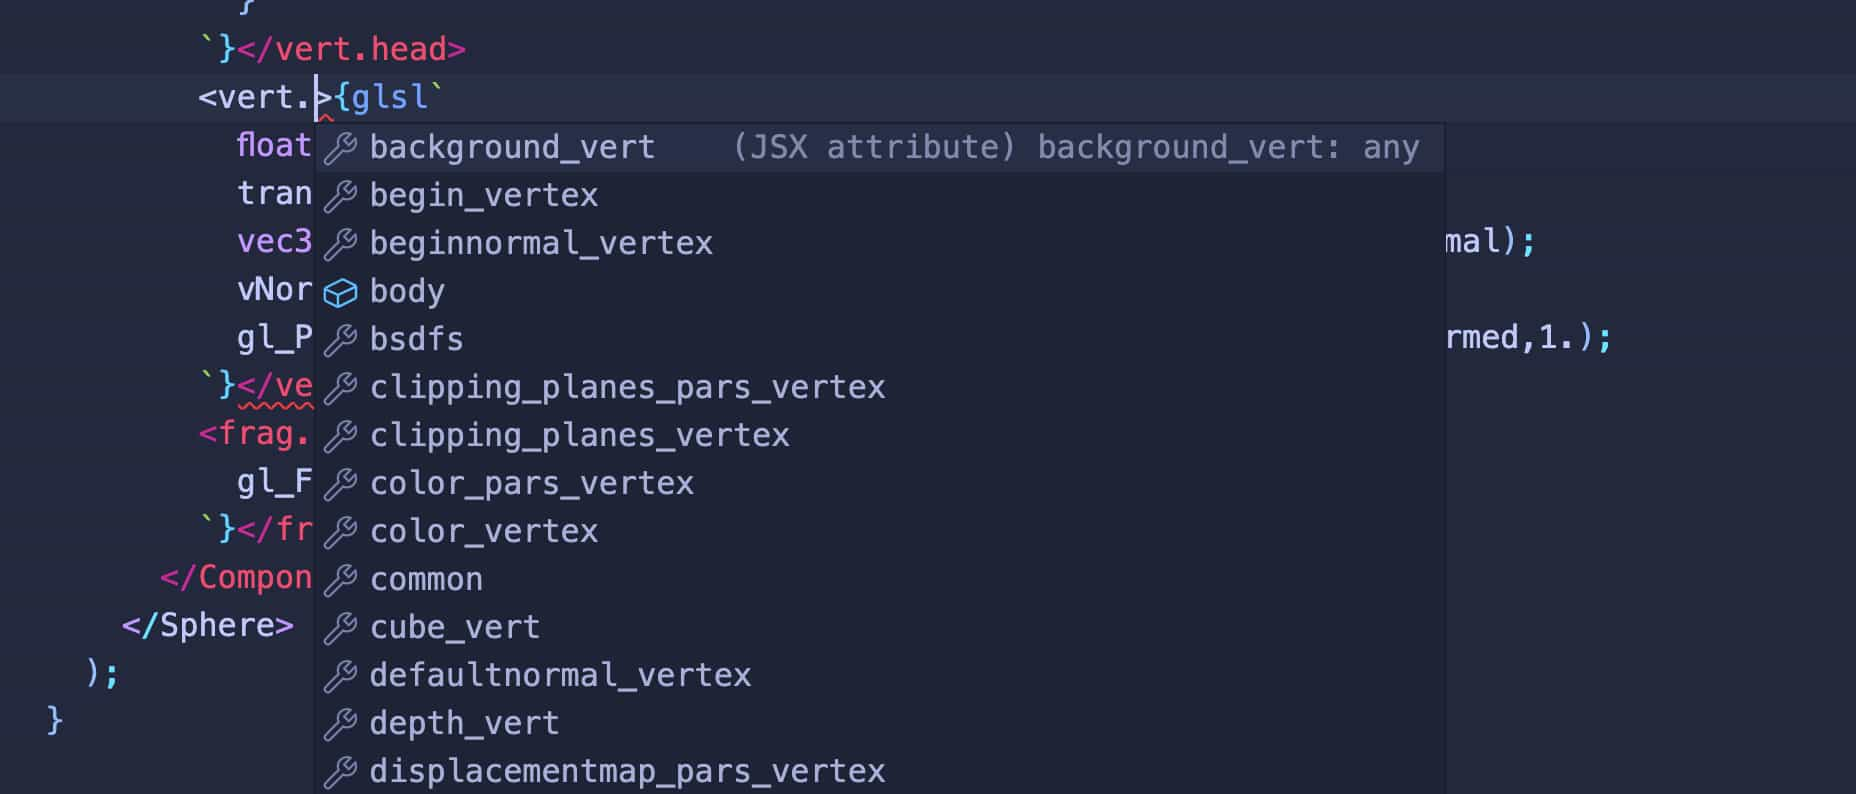 }
`}</vert.head>
<vert.>{glsl`
float
background_vert (JSX attribute) background_vert: any
tran
begin_vertex
vec3
beginnormal_vertex
mal);
vNor
body
gl_P
bsdfs
rmed,1.);
`}</ve
clipping_planes_pars_vertex
<frag.
clipping_planes_vertex
gl_F
color_pars_vertex
`}</fr
color_vertex
</Compon
common
</Sphere>
cube_vert
);
defaultnormal_vertex
}
depth_vert
displacementmap_pars_vertex